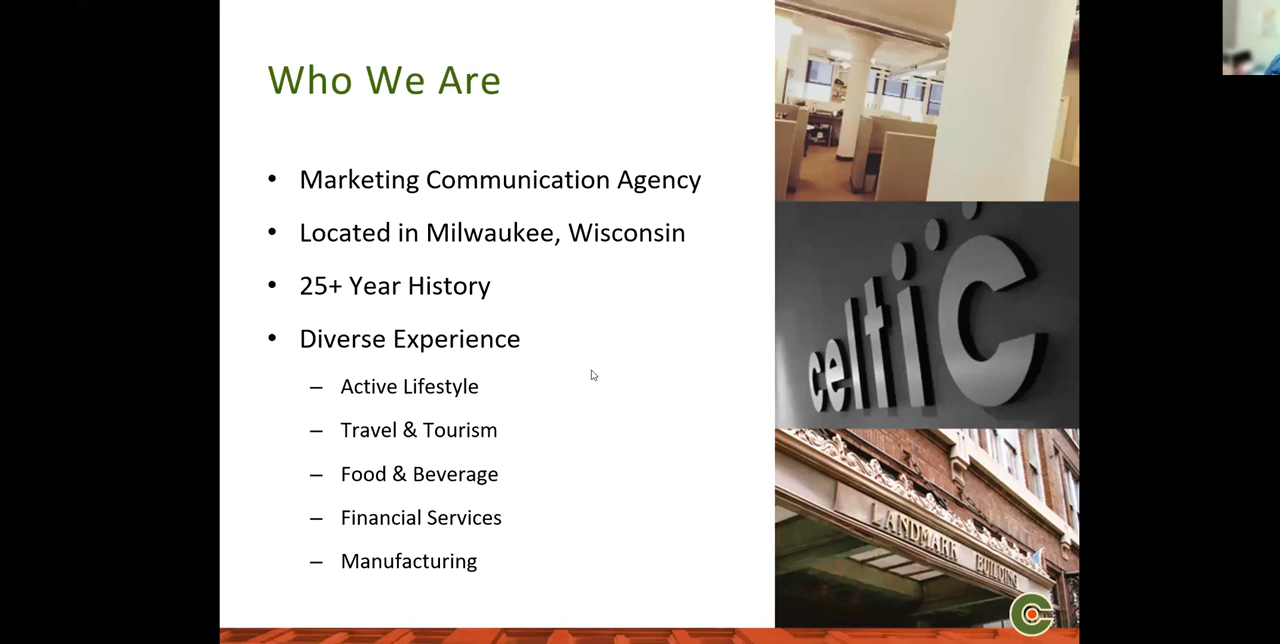 Who We Are
• Marketing Communication Agency
• Located in Milwaukee, Wisconsin
• 25+ Year History
• Diverse Experience
– Active Lifestyle
– Travel & Tourism
– Food & Beverage
– Financial Services
– Manufacturing
celtic
LANDMARK BUILDING